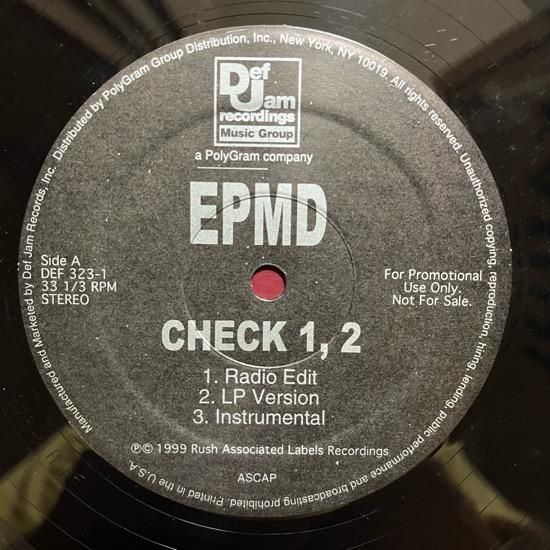 Manufactured and Marketed by Def Jam Records, Inc. Distributed by PolyGram Group Distribution, Inc., New York, NY 10019. All rights reserved. Unauthorized copying, reproduction, hiring, lending, public performance and broadcasting prohibited. Printed in the U.S.A
Def
Jam
recordings
Music Group
a PolyGram company
EPMD
Side A
DEF 323-1
33 1/3 RPM
STEREO
For Promotional
Use Only.
Not For Sale.
CHECK 1, 2
1. Radio Edit
2. LP Version
3. Instrumental
℗© 1999 Rush Associated Labels Recordings
ASCAP